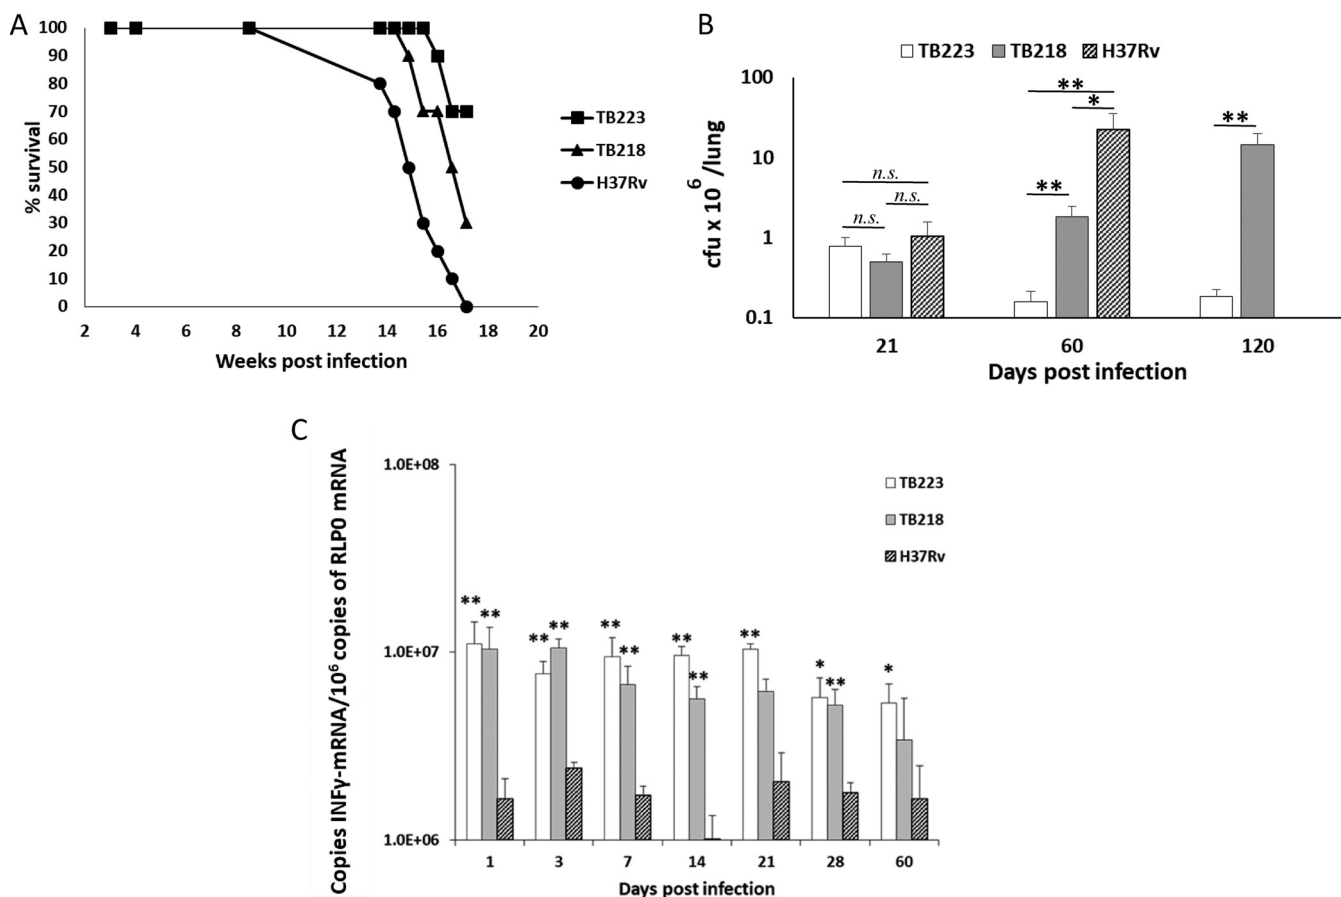 A
100
90
80
70
60
50
40
30
20
10
0
% survival
2 4 6 8 10 12 14 16 18 20
Weeks post infection
TB223
TB218
H37Rv
B
TB223 TB218 H37Rv
100
10
1
0.1
cfu x 10 6 /lung
n.s.
n.s.
n.s.
**
*
**
**
21 60 120
Days post infection
C
Copies INFγ-mRNA/10⁶ copies of RLP0 mRNA
1.0E+08
1.0E+07
1.0E+06
TB223
TB218
H37Rv
** ** ** ** ** ** ** ** ** * ** *
1 3 7 14 21 28 60
Days post infection